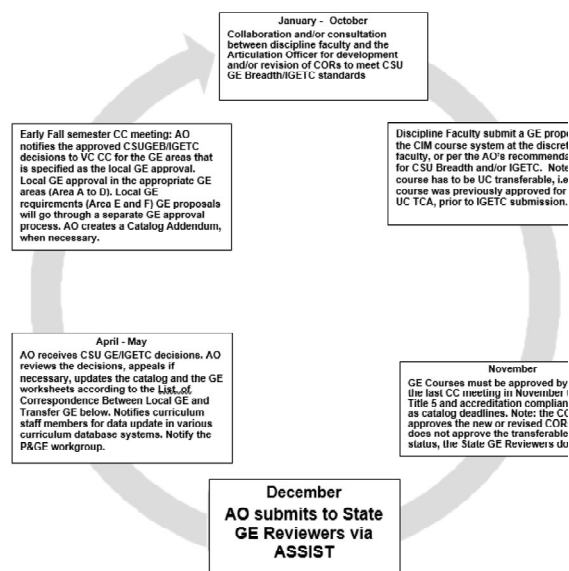 January - October
Collaboration and/or consultation
between discipline faculty and the
Articulation Officer for development
and/or revision of CORs to meet CSU
GE Breadth/IGETC standards
Discipline Faculty submit a GE
the CIM course system at the
faculty, or per the AO's
for CSU Breadth and/or IGETC. Note
course has to be UC transferable, i.e
course was previously approved for
UC TCA, prior to IGETC submission.
November
GE Courses must be approved by
the last CC meeting in November
Title 5 and accreditation
as catalog deadlines. Note: the
approves the new or revised
does not approve the transferable
status, the State GE Reviewers
December
AO submits to State
GE Reviewers via
ASSIST
April - May
AO receives CSU GE/IGETC decisions. AO
reviews the decisions, appeals if
necessary, updates the catalog and the GE
worksheets according to the List of
Correspondence Between Local GE and
Transfer GE below. Notifies curriculum
staff members for data update in various
curriculum database systems. Notify the
P&GE workgroup.
Early Fall semester CC meeting: AO
notifies the approved CSUGEB/IGETC
decisions to VC CC for the GE areas that
is specified as the local GE approval.
Local GE approval in the appropriate GE
areas (Area A to D). Local GE
requirements (Area E and F) GE proposals
will go through a separate GE approval
process. AO creates a Catalog Addendum,
when necessary.